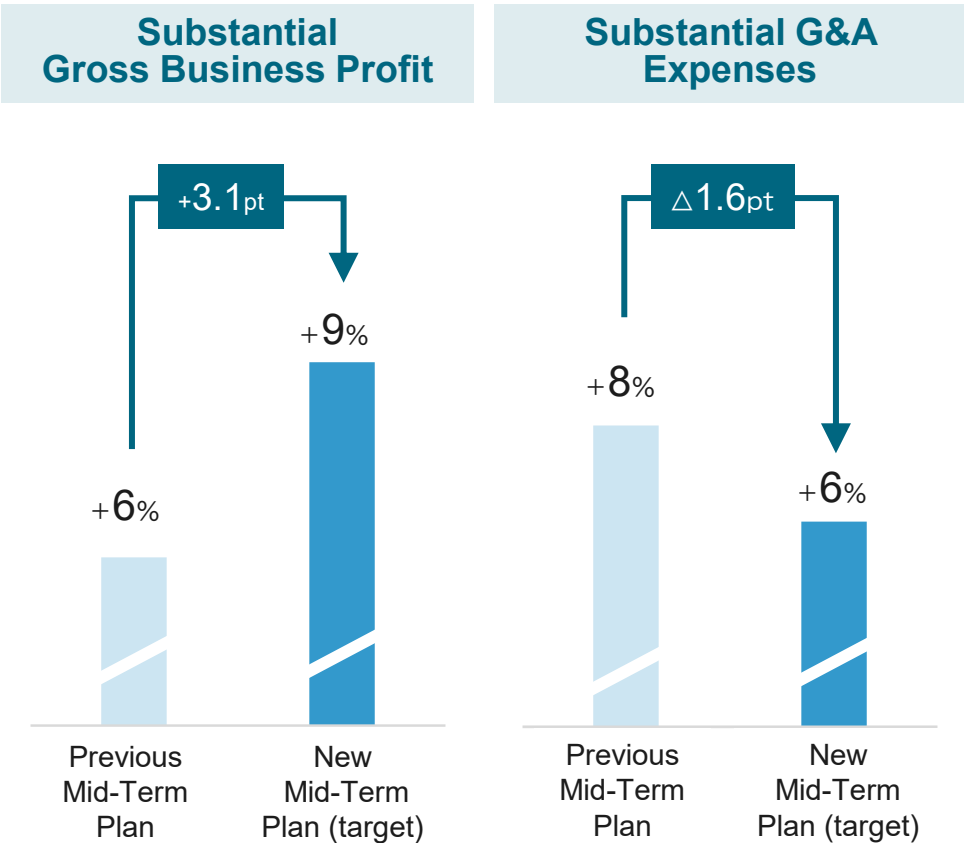 Substantial
Gross Business Profit
+3.1pt
+9%
+6%
Previous
Mid-Term
Plan
New
Mid-Term
Plan (target)
Substantial G&A
Expenses
△1.6pt
+8%
+6%
Previous
Mid-Term
Plan
New
Mid-Term
Plan (target)